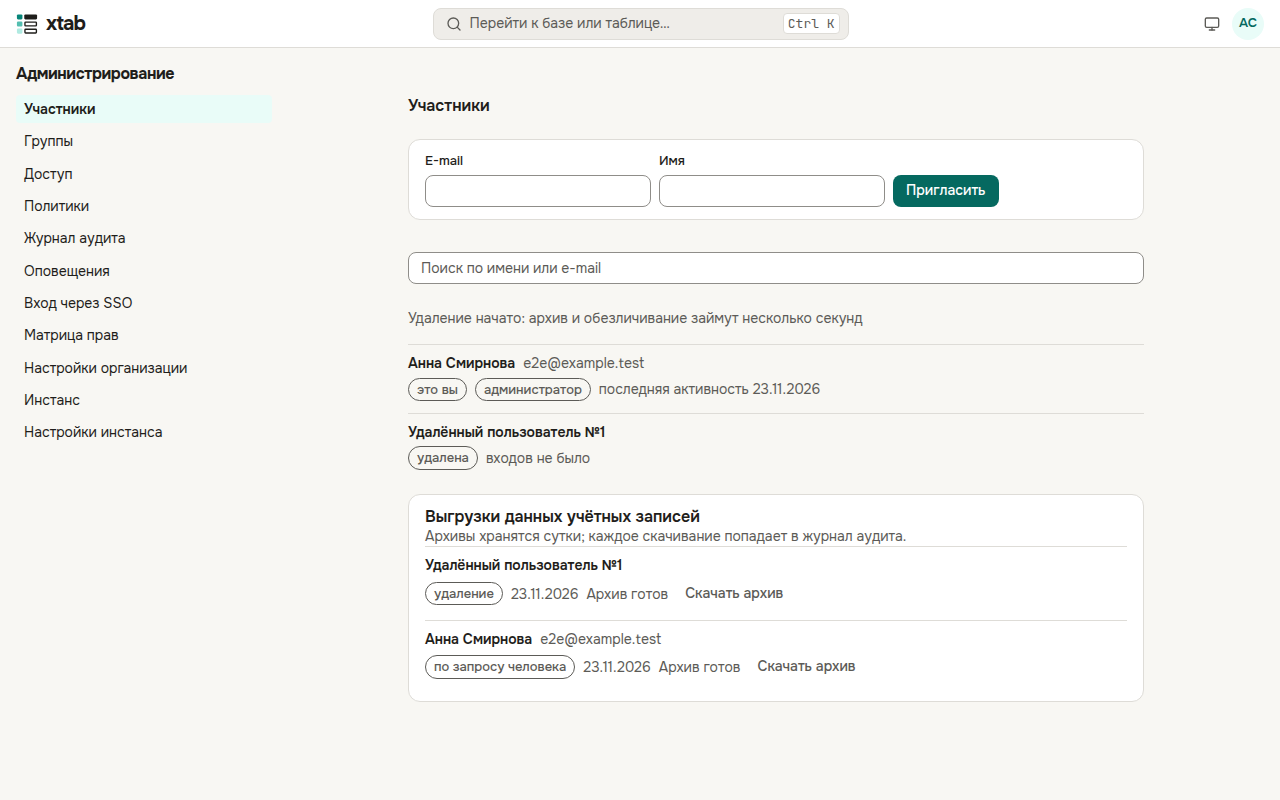 xtab
Перейти к базе или таблице...
Ctrl K
АС
Администрирование
Участники
Группы
Доступ
Политики
Журнал аудита
Оповещения
Вход через SSO
Матрица прав
Настройки организации
Инстанс
Настройки инстанса
Участники
E-mail
Имя
Пригласить
Поиск по имени или e-mail
Удаление начато: архив и обезличивание займут несколько секунд
Анна Смирнова e2e@example.test
это вы администратор последняя активность 23.11.2026
Удалённый пользователь №1
удалена входов не было
Выгрузки данных учётных записей
Архивы хранятся сутки; каждое скачивание попадает в журнал аудита.
Удалённый пользователь №1
удаление 23.11.2026 Архив готов Скачать архив
Анна Смирнова e2e@example.test
по запросу человека 23.11.2026 Архив готов Скачать архив